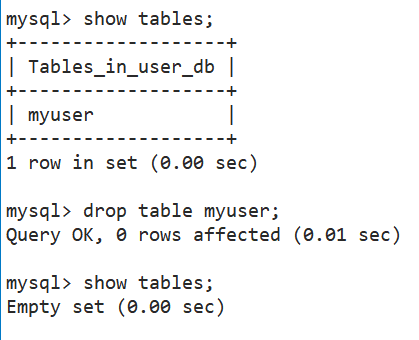 mysql> show tables;
+-------------------+
| Tables_in_user_db |
+-------------------+
| myuser            |
+-------------------+
1 row in set (0.00 sec)
mysql> drop table myuser;
Query OK, 0 rows affected (0.01 sec)
mysql> show tables;
Empty set (0.00 sec)